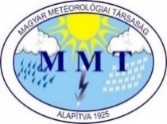 MAGYAR METEOROLÓGIAI TÁRSASÁG
MMT
ALAPÍTVA 1925